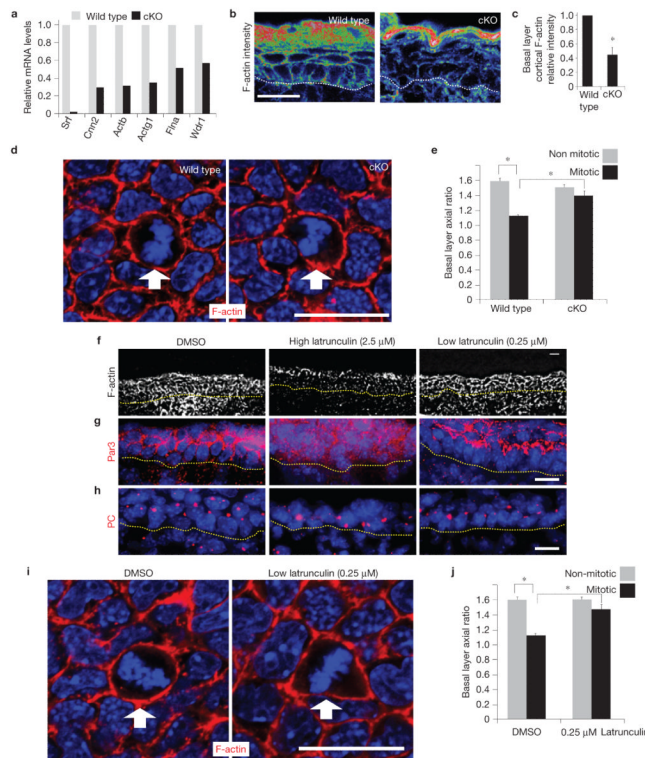 a
Wild type cKO
Relative mRNA levels
1.0
0.8
0.6
0.4
0.2
0
Srf
Cnn2
Actb
Actg1
Flna
Wdr1
b
F-actin intensity
Wild type
cKO
c
Basal layer
cortical F-actin
relative intensity
1.0
0.8
0.6
0.4
0.2
0
*
Wild
type
cKO
d
Wild type
cKO
F-actin
e
Non mitotic
Mitotic
Basal layer axial ratio
1.6
1.4
1.2
1.0
0.8
0.6
0.4
0.2
0
*
*
Wild type
cKO
f
DMSO
High latrunculin (2.5 μM)
Low latrunculin (0.25 μM)
F-actin
g
Par3
h
PC
i
DMSO
Low latrunculin (0.25 μM)
F-actin
j
Non-mitotic
Mitotic
Basal layer axial ratio
1.6
1.4
1.2
1.0
0.8
0.6
0.4
0.2
0
*
*
DMSO
0.25 μM Latrunculin